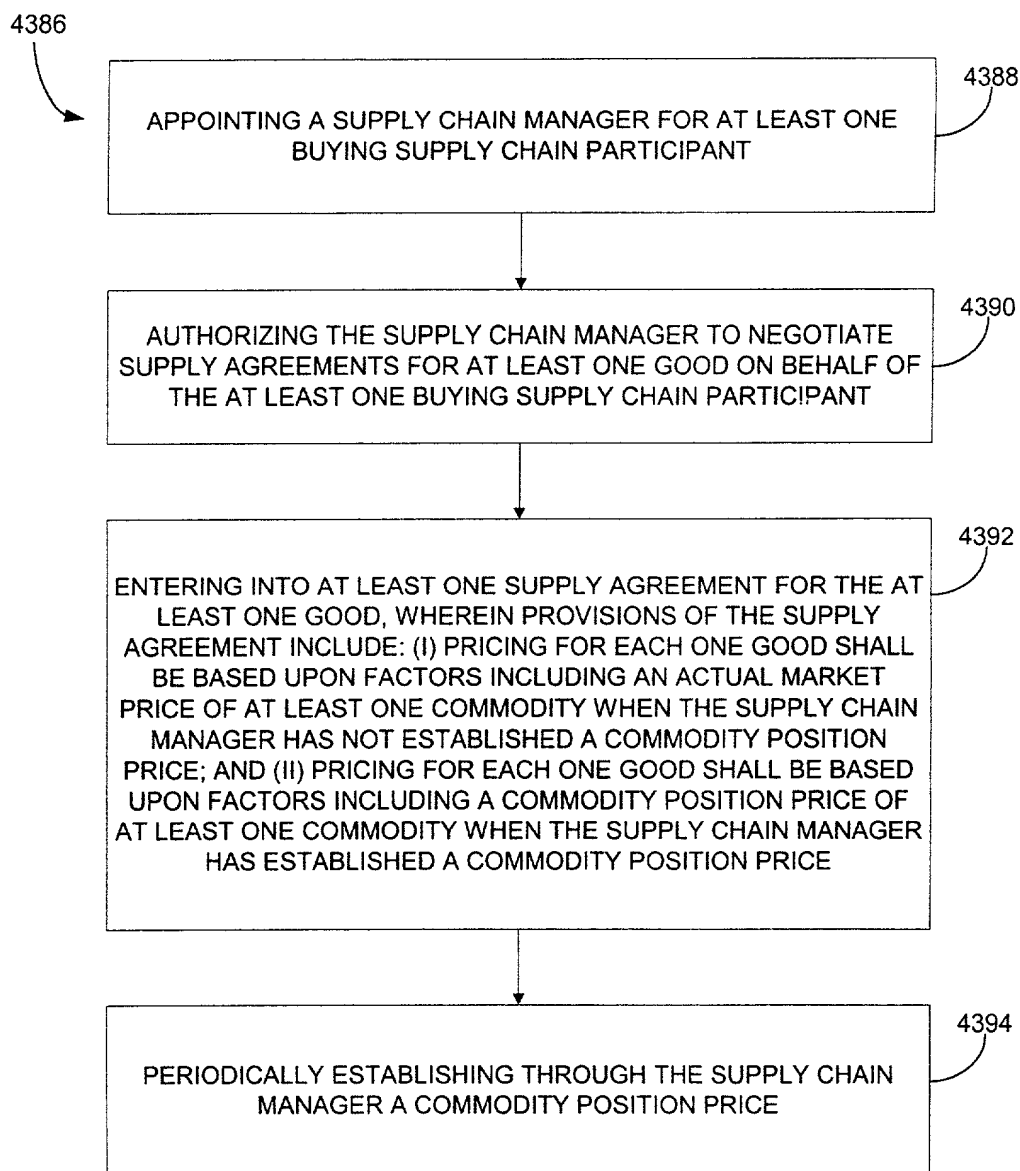 4386
4388
APPOINTING A SUPPLY CHAIN MANAGER FOR AT LEAST ONE
BUYING SUPPLY CHAIN PARTICIPANT
4390
AUTHORIZING THE SUPPLY CHAIN MANAGER TO NEGOTIATE
SUPPLY AGREEMENTS FOR AT LEAST ONE GOOD ON BEHALF OF
THE AT LEAST ONE BUYING SUPPLY CHAIN PARTICIPANT
4392
ENTERING INTO AT LEAST ONE SUPPLY AGREEMENT FOR THE AT
LEAST ONE GOOD, WHEREIN PROVISIONS OF THE SUPPLY
AGREEMENT INCLUDE: (I) PRICING FOR EACH ONE GOOD SHALL
BE BASED UPON FACTORS INCLUDING AN ACTUAL MARKET
PRICE OF AT LEAST ONE COMMODITY WHEN THE SUPPLY CHAIN
MANAGER HAS NOT ESTABLISHED A COMMODITY POSITION
PRICE; AND (II) PRICING FOR EACH ONE GOOD SHALL BE BASED
UPON FACTORS INCLUDING A COMMODITY POSITION PRICE OF
AT LEAST ONE COMMODITY WHEN THE SUPPLY CHAIN MANAGER
HAS ESTABLISHED A COMMODITY POSITION PRICE
4394
PERIODICALLY ESTABLISHING THROUGH THE SUPPLY CHAIN
MANAGER A COMMODITY POSITION PRICE